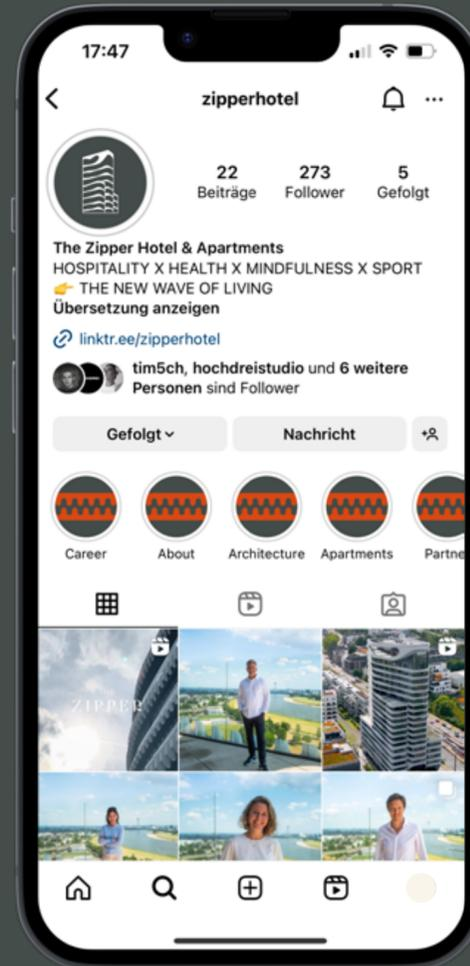 17:47
zipperhotel
22 273 5
Beiträge Follower Gefolgt
The Zipper Hotel & Apartments
HOSPITALITY X HEALTH X MINDFULNESS X SPORT
👉 THE NEW WAVE OF LIVING
Übersetzung anzeigen
linktr.ee/zipperhotel
tim5ch, hochdreistudio und 6 weitere
Personen sind Follower
Gefolgt Nachricht
Career About Architecture Apartments Partne
ZIPPER